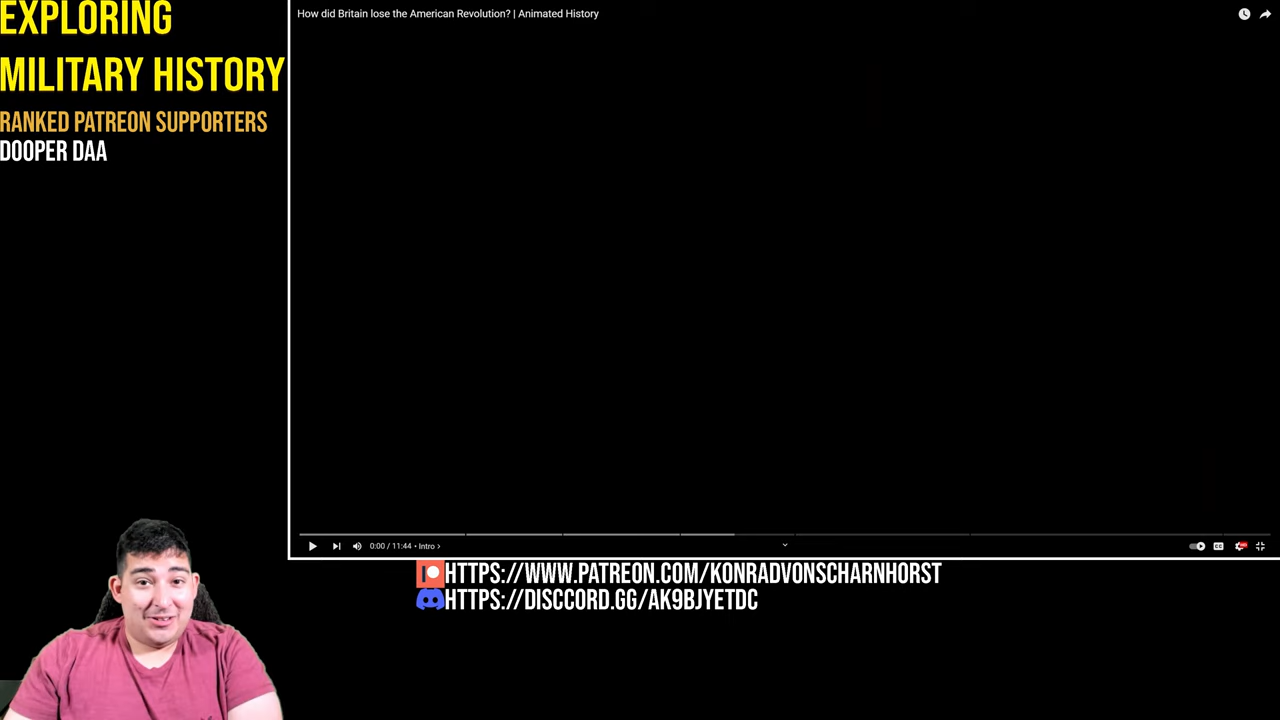 EXPLORING
MILITARY HISTORY
RANKED PATREON SUPPORTERS
DOOPER DAA
How did Britain lose the American Revolution? | Animated History
0:00 / 11:44 • Intro ›
CC
HTTPS://WWW.PATREON.COM/KONRADVONSCHARNHORST
HTTPS://DISCCORD.GG/AK9BJYETDC